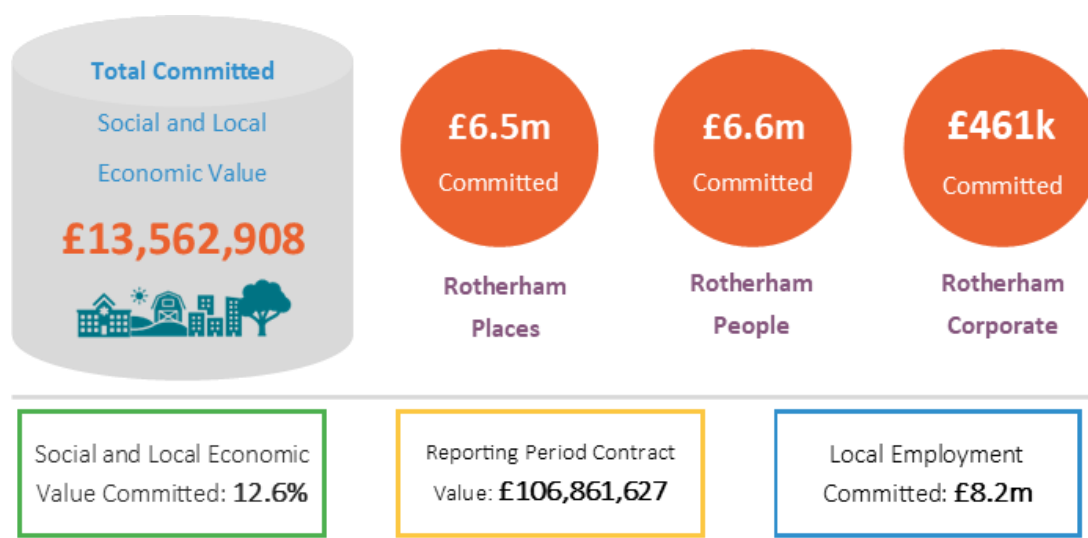 Total Committed
Social and Local
Economic Value
£13,562,908
£6.5m
Committed
Rotherham
Places
£6.6m
Committed
Rotherham
People
£461k
Committed
Rotherham
Corporate
Social and Local Economic
Value Committed: 12.6%
Reporting Period Contract
Value: £106,861,627
Local Employment
Committed: £8.2m